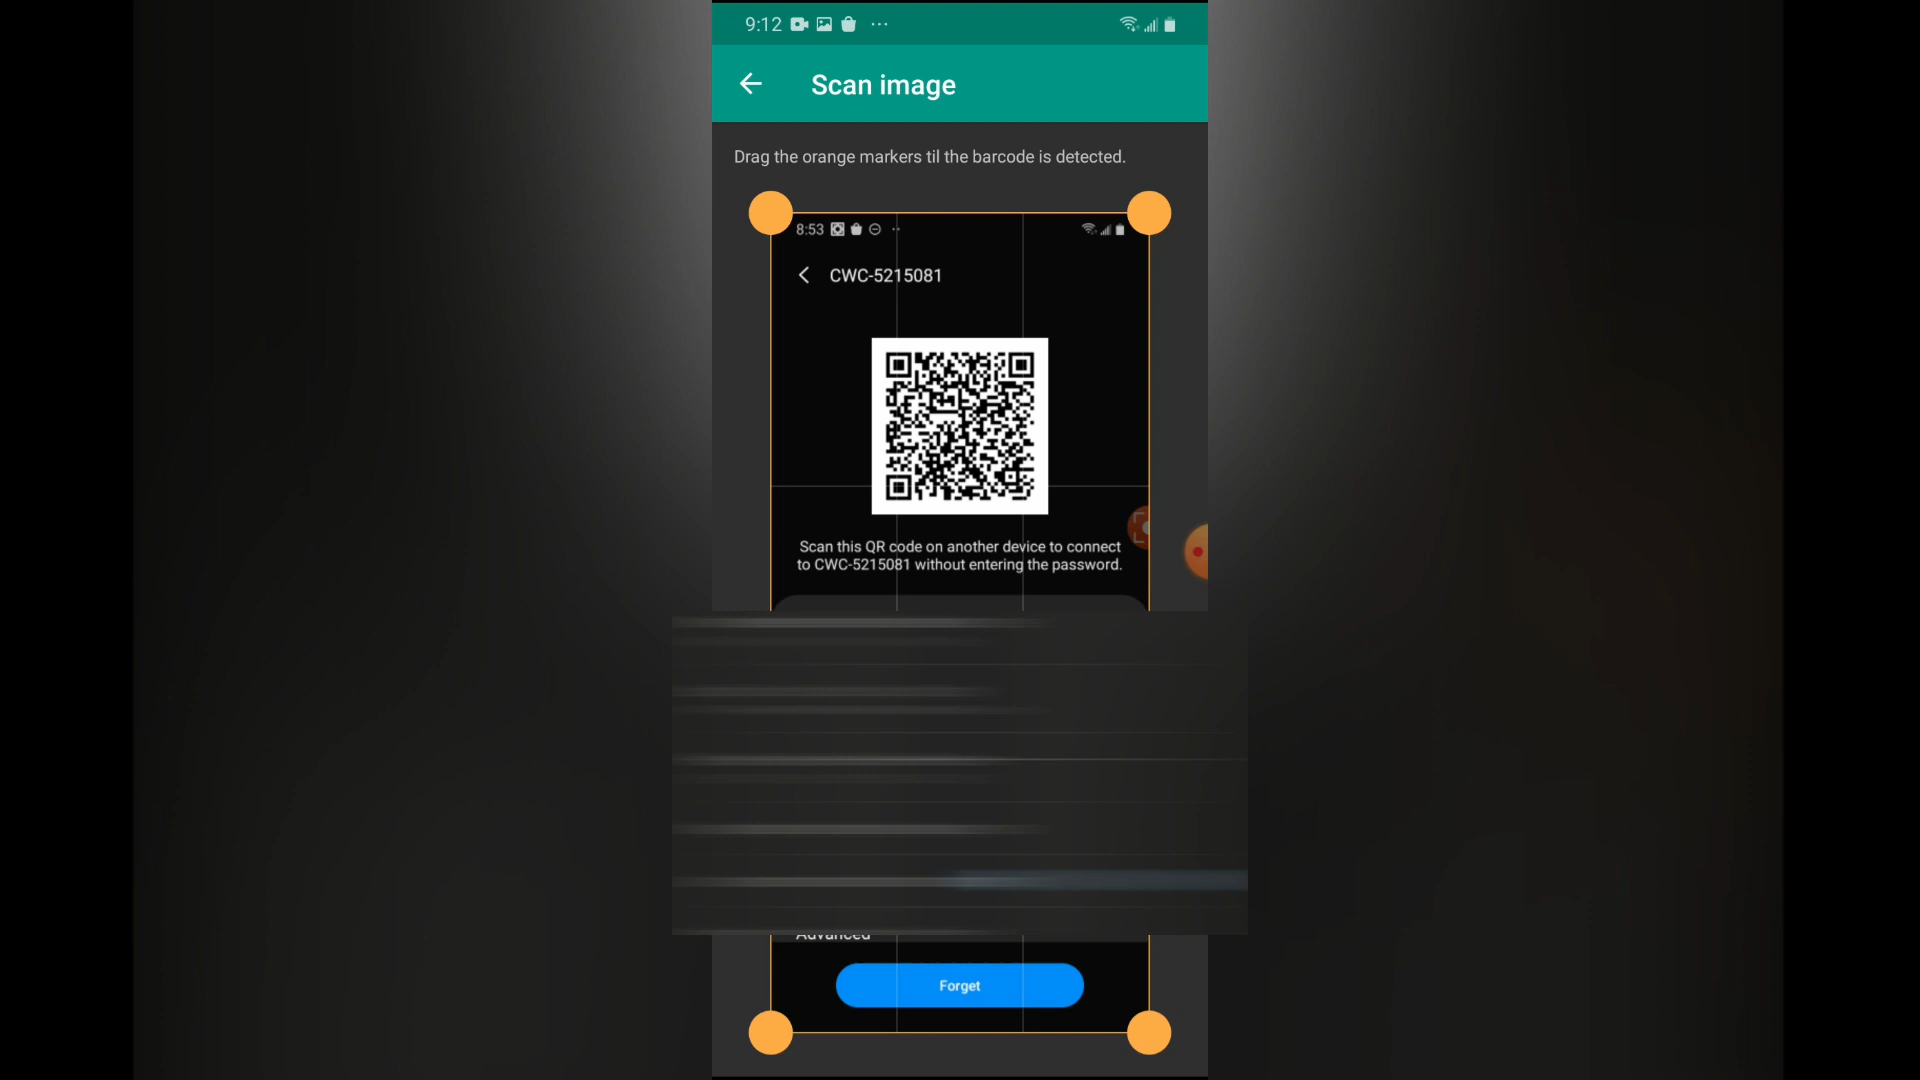 9:12
Scan image
Drag the orange markers til the barcode is detected.
8:53
CWC-5215081
Scan this QR code on another device to connect
to CWC-5215081 without entering the password.
Advanced
Forget